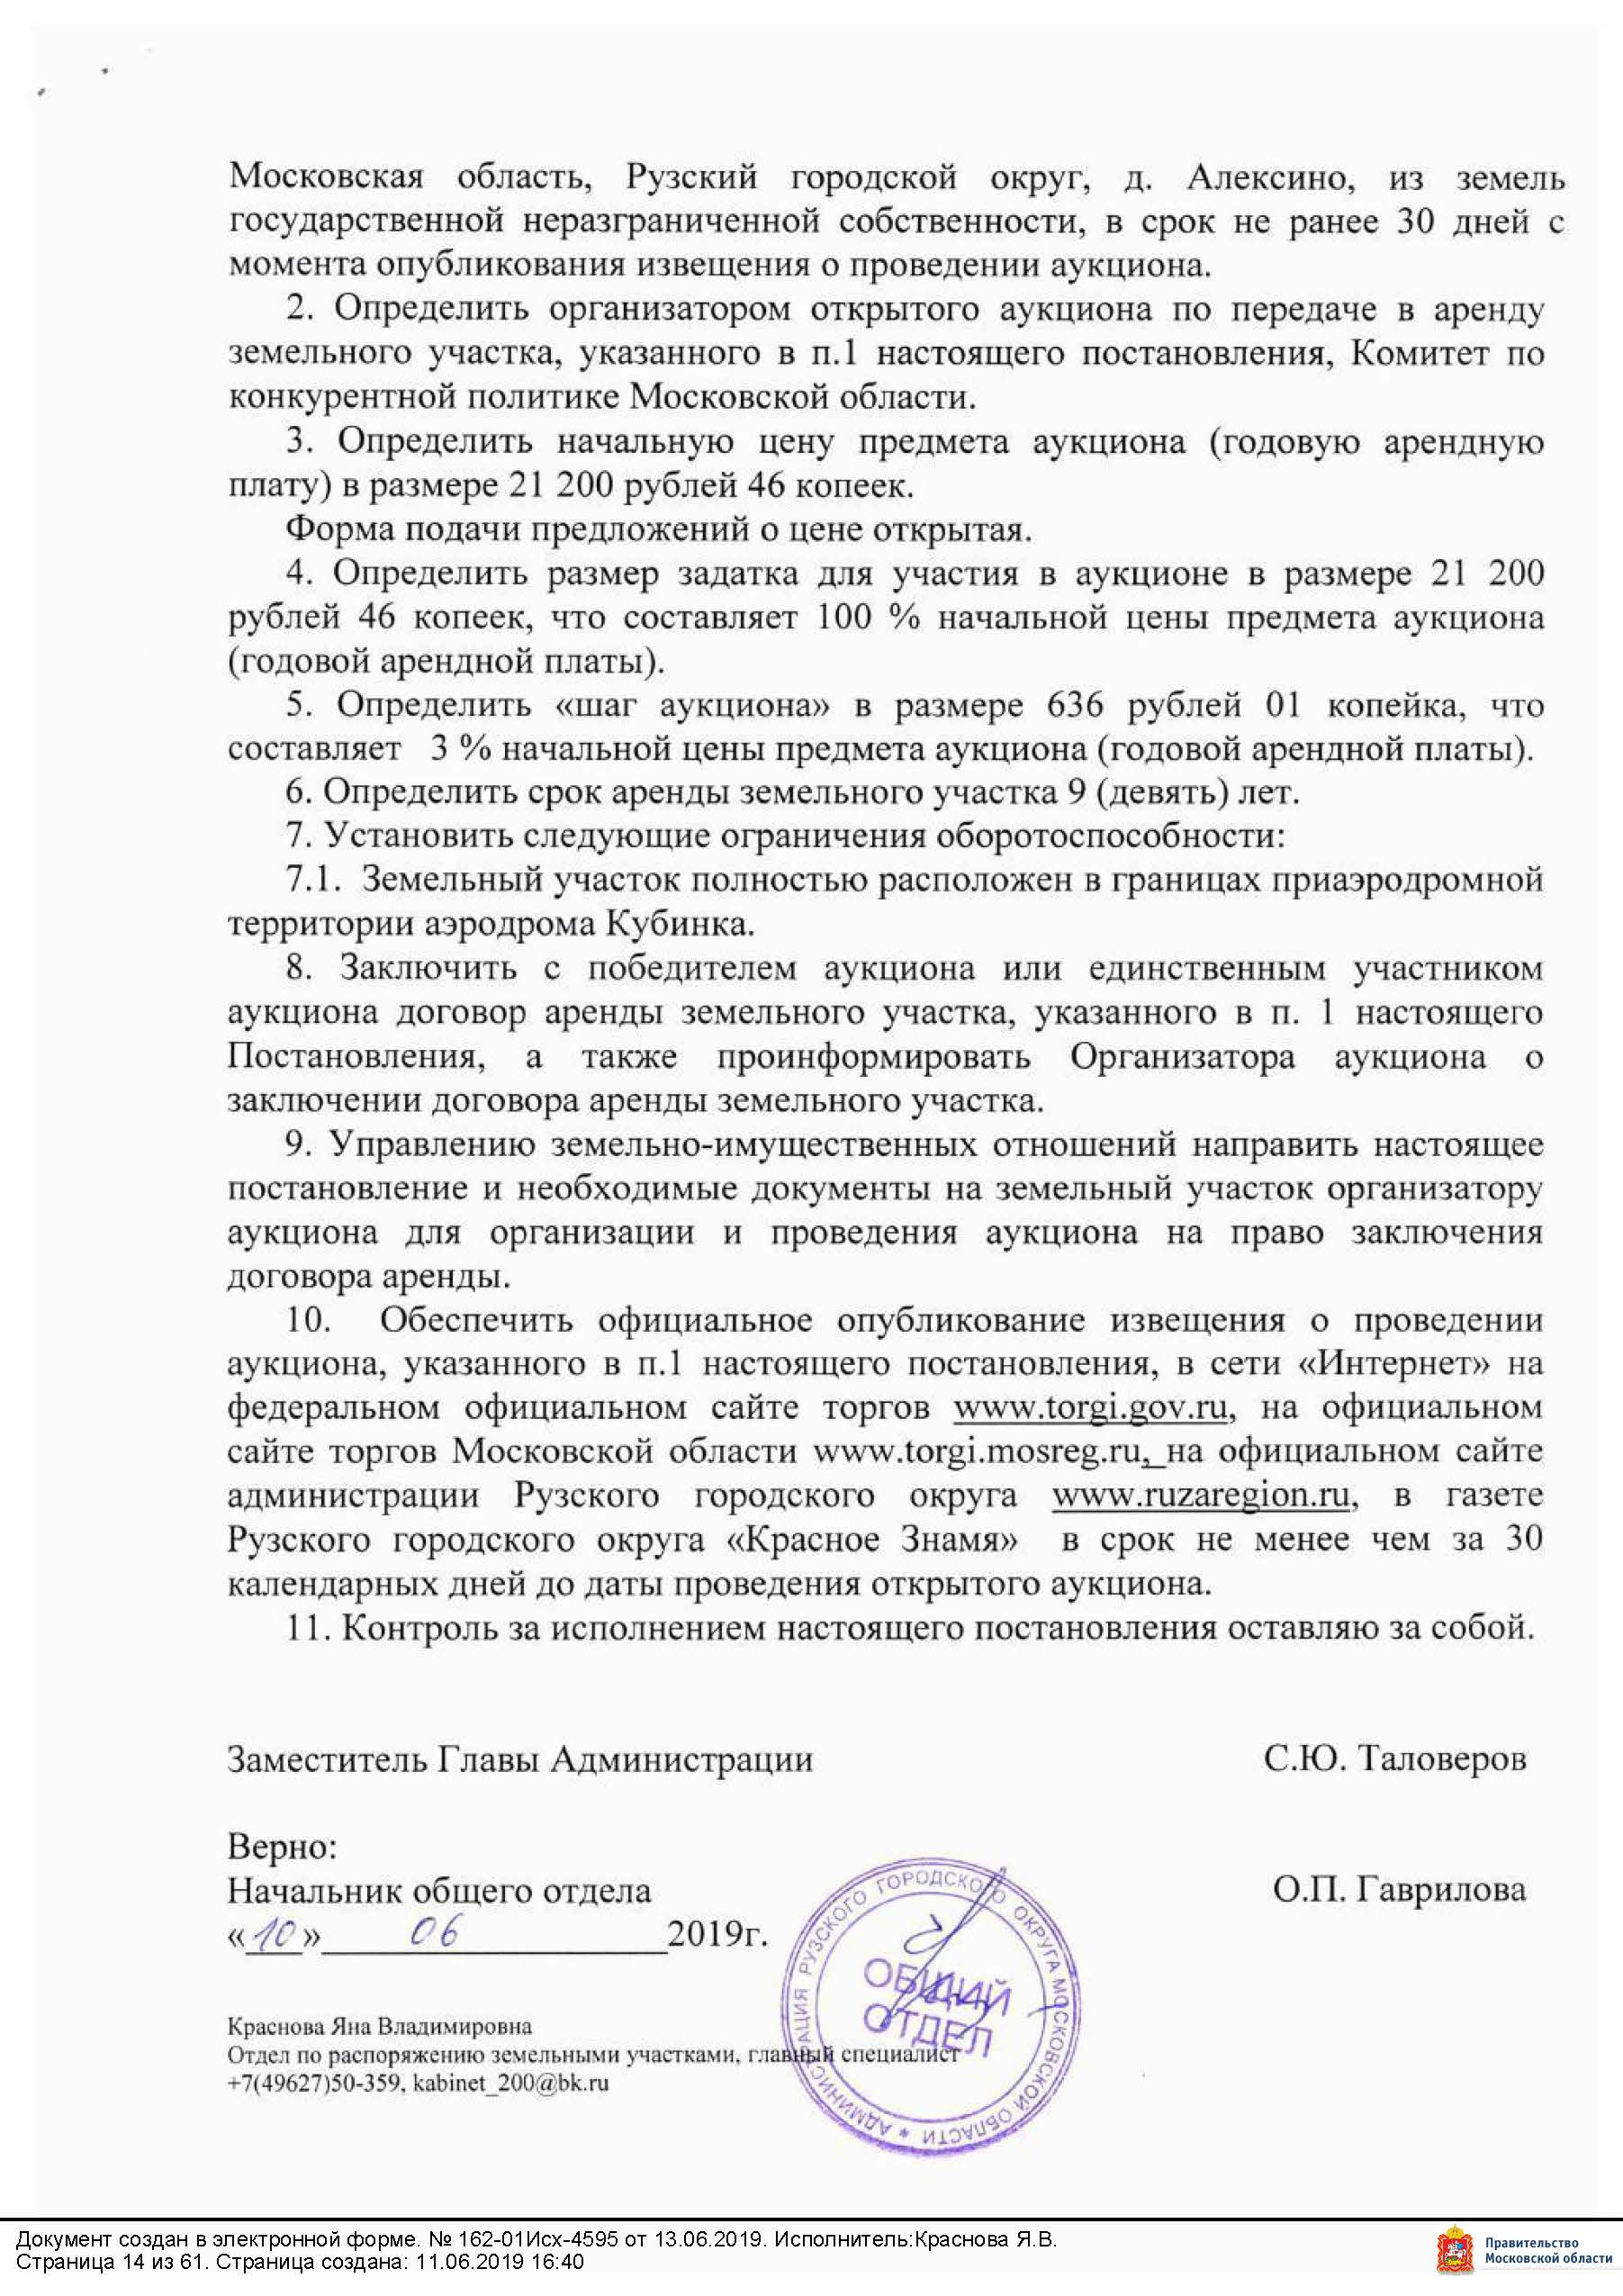 Московская область, Рузский городской округ, д. Алексино, из земель
государственной неразграниченной собственности, в срок не ранее 30 дней с
момента опубликования извещения о проведении аукциона.
2. Определить организатором открытого аукциона по передаче в аренду
земельного участка, указанного в п.1 настоящего постановления, Комитет по
конкурентной политике Московской области.
3. Определить начальную цену предмета аукциона (годовую арендную
плату) в размере 21 200 рублей 46 копеек.
Форма подачи предложений о цене открытая.
4. Определить размер задатка для участия в аукционе в размере 21 200
рублей 46 копеек, что составляет 100 % начальной цены предмета аукциона
(годовой арендной платы).
5. Определить «шаг аукциона» в размере 636 рублей 01 копейка, что
составляет 3 % начальной цены предмета аукциона (годовой арендной платы).
6. Определить срок аренды земельного участка 9 (девять) лет.
7. Установить следующие ограничения оборотоспособности:
7.1. Земельный участок полностью расположен в границах приаэродромной
территории аэродрома Кубинка.
8. Заключить с победителем аукциона или единственным участником
аукциона договор аренды земельного участка, указанного в п. 1 настоящего
Постановления, а также проинформировать Организатора аукциона о
заключении договора аренды земельного участка.
9. Управлению земельно-имущественных отношений направить настоящее
постановление и необходимые документы на земельный участок организатору
аукциона для организации и проведения аукциона на право заключения
договора аренды.
10. Обеспечить официальное опубликование извещения о проведении
аукциона, указанного в п.1 настоящего постановления, в сети «Интернет» на
федеральном официальном сайте торгов www.torgi.gov.ru, на официальном
сайте торгов Московской области www.torgi.mosreg.ru, на официальном сайте
администрации Рузского городского округа www.ruzaregion.ru, в газете
Рузского городского округа «Красное Знамя» в срок не менее чем за 30
календарных дней до даты проведения открытого аукциона.
11. Контроль за исполнением настоящего постановления оставляю за собой.
Заместитель Главы Администрации С.Ю. Таловеров
Верно:
Начальник общего отдела О.П. Гаврилова
«10» 06 2019г.
АДМИНИСТРАЦИЯ РУЗСКОГО ГОРОДСКОГО ОКРУГА МОСКОВСКОЙ ОБЛАСТИ *
ОБЩИЙ
ОТДЕЛ
Краснова Яна Владимировна
Отдел по распоряжению земельными участками, главный специалист
+7(49627)50-359, kabinet_200@bk.ru
Документ создан в электронной форме. № 162-01Исх-4595 от 13.06.2019. Исполнитель:Краснова Я.В.
Страница 14 из 61. Страница создана: 11.06.2019 16:40
Правительство
Московской области